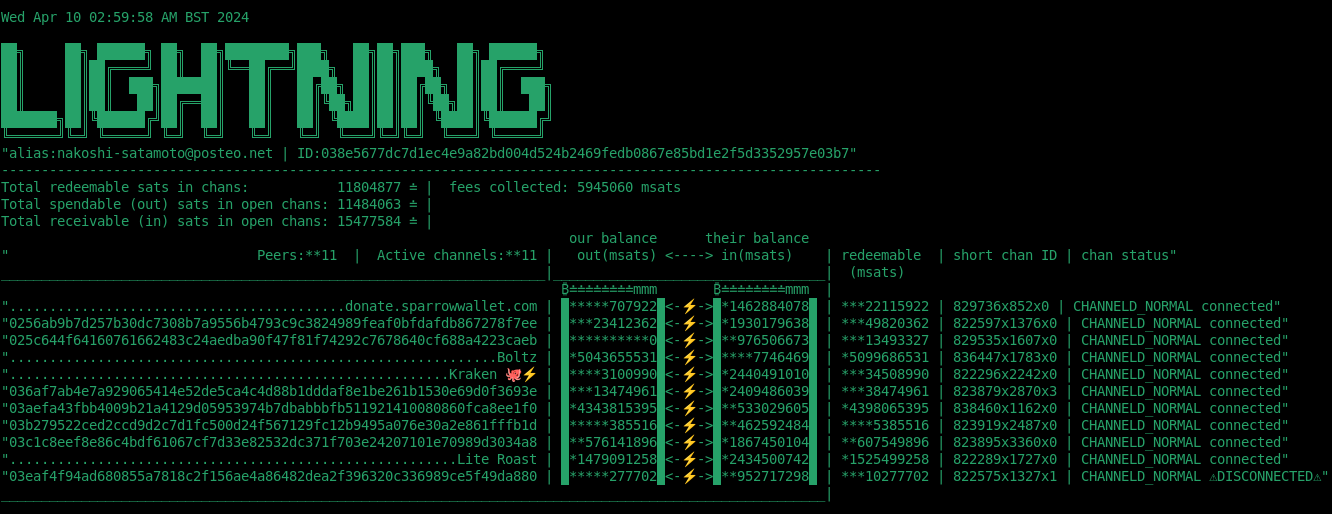 Wed Apr 10 02:59:58 AM BST 2024
LIGHTNING
"alias:nakoshi-satamoto@posteo.net | ID:038e5677dc7d1ec4e9a82bd004d524b2469fedb0867e85bd1e2f5d3352957e03b7"
--------------------------------------------------------------------------------------------------------------
Total redeemable sats in chans:           11804877 ≐ |  fees collected: 5945060 msats
Total spendable (out) sats in open chans: 11484063 ≐ |
Total receivable (in) sats in open chans: 15477584 ≐ |
our balance      their balance
"                               Peers:**11  |  Active channels:**11 |   out(msats) <----> in(msats)    | redeemable  | short chan ID | chan status"
____________________________________________________________________|__________________________________|  (msats)
₿≐≐≐≐≐≐≐≐mmm       ₿≐≐≐≐≐≐≐≐mmm  |
"..........................................donate.sparrowwallet.com | █*****707922█<-⚡->█*1462884078█ | ***22115922 | 829736x852x0 | CHANNELD_NORMAL connected"
"0256ab9b7d257b30dc7308b7a9556b4793c9c3824989feaf0bfdafdb867278f7ee | █***23412362█<-⚡->█*1930179638█ | ***49820362 | 822597x1376x0 | CHANNELD_NORMAL connected"
"025c644f64160761662483c24aedba90f47f81f74292c7678640cf688a4223caeb | █**********0█<-⚡->█**976506673█ | ***13493327 | 829535x1607x0 | CHANNELD_NORMAL connected"
".............................................................Boltz | █*5043655531█<-⚡->█****7746469█ | *5099686531 | 836447x1783x0 | CHANNELD_NORMAL connected"
".......................................................Kraken 🐙⚡ | █****3100990█<-⚡->█*2440491010█ | ***34508990 | 822296x2242x0 | CHANNELD_NORMAL connected"
"036af7ab4e7a929065414e52de5ca4c4d88b1dddaf8e1be261b1530e69d0f3693e | █***13474961█<-⚡->█*2409486039█ | ***38474961 | 823879x2870x3 | CHANNELD_NORMAL connected"
"03aefa43fbb4009b21a4129d05953974b7dbabbbfb511921410080860fca8ee1f0 | █*4343815395█<-⚡->█**533029605█ | *4398065395 | 838460x1162x0 | CHANNELD_NORMAL connected"
"03b279522ced2ccd9d2c7d1fc500d24f567129fc12b9495a076e30a2e861fffb1d | █*****385516█<-⚡->█**462592484█ | ****5385516 | 823919x2487x0 | CHANNELD_NORMAL connected"
"03c1c8eef8e86c4bdf61067cf7d33e82532dc371f703e24207101e70989d3034a8 | █**576141896█<-⚡->█*1867450104█ | **607549896 | 823895x3360x0 | CHANNELD_NORMAL connected"
"........................................................Lite Roast | █*1479091258█<-⚡->█*2434500742█ | *1525499258 | 822289x1727x0 | CHANNELD_NORMAL connected"
"03eaf4f94ad680855a7818c2f156ae4a86482dea2f396320c336989ce5f49da880 | █*****277702█<-⚡->█**952717298█ | ***10277702 | 822575x1327x1 | CHANNELD_NORMAL ⚠DISCONNECTED⚠"
_______________________________________________________________________________________________________|